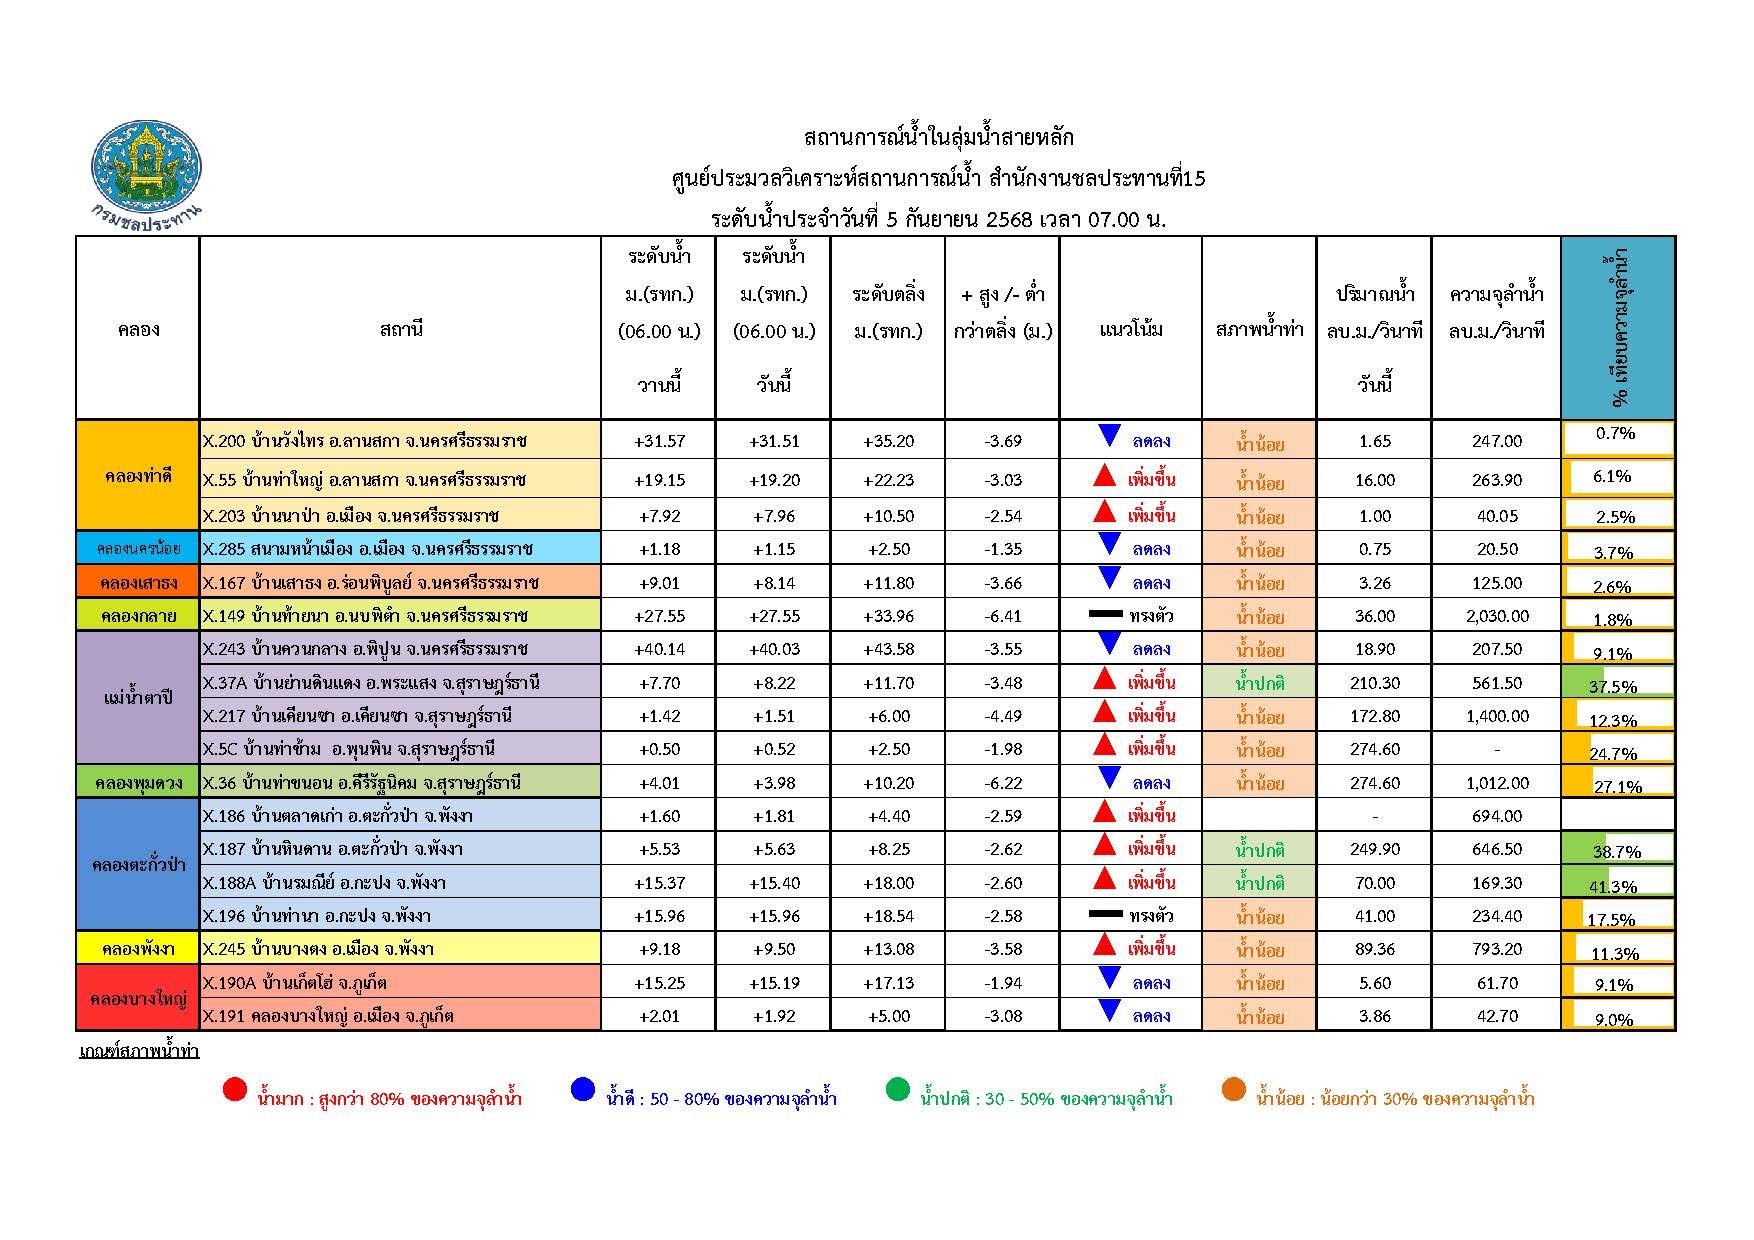 กรมชลประทาน
สถานการณ์น้ำในลุ่มน้ำสายหลัก
ศูนย์ประมวลวิเคราะห์สถานการณ์น้ำ สำนักงานชลประทานที่15
ระดับน้ำประจำวันที่ 5 กันยายน 2568 เวลา 07.00 น.
คลอง สถานี ระดับน้ำ ม.(รทก.) (06.00 น.) วานนี้ ระดับน้ำ ม.(รทก.) (06.00 น.) วันนี้ ระดับตลิ่ง ม.(รทก.) + สูง /- ต่ำ กว่าตลิ่ง (ม.) แนวโน้ม สภาพน้ำท่า ปริมาณน้ำ ลบ.ม./วินาที วันนี้ ความจุลำน้ำ ลบ.ม./วินาที % เทียบความจุลำน้ำ
คลองท่าดี X.200 บ้านวังไทร อ.ลานสกา จ.นครศรีธรรมราช +31.57 +31.51 +35.20 -3.69 ลดลง น้ำน้อย 1.65 247.00 0.7%
X.55 บ้านท่าใหญ่ อ.ลานสกา จ.นครศรีธรรมราช +19.15 +19.20 +22.23 -3.03 เพิ่มขึ้น น้ำน้อย 16.00 263.90 6.1%
X.203 บ้านนาป่า อ.เมือง จ.นครศรีธรรมราช +7.92 +7.96 +10.50 -2.54 เพิ่มขึ้น น้ำน้อย 1.00 40.05 2.5%
คลองนครน้อย X.285 สนามหน้าเมือง อ.เมือง จ.นครศรีธรรมราช +1.18 +1.15 +2.50 -1.35 ลดลง น้ำน้อย 0.75 20.50 3.7%
คลองเสาธง X.167 บ้านเสาธง อ.ร่อนพิบูลย์ จ.นครศรีธรรมราช +9.01 +8.14 +11.80 -3.66 ลดลง น้ำน้อย 3.26 125.00 2.6%
คลองกลาย X.149 บ้านท้ายนา อ.นบพิตำ จ.นครศรีธรรมราช +27.55 +27.55 +33.96 -6.41 ทรงตัว น้ำน้อย 36.00 2,030.00 1.8%
แม่น้ำตาปี X.243 บ้านควนกลาง อ.พิปูน จ.นครศรีธรรมราช +40.14 +40.03 +43.58 -3.55 ลดลง น้ำน้อย 18.90 207.50 9.1%
X.37A บ้านย่านดินแดง อ.พระแสง จ.สุราษฎร์ธานี +7.70 +8.22 +11.70 -3.48 เพิ่มขึ้น น้ำปกติ 210.30 561.50 37.5%
X.217 บ้านเคียนซา อ.เคียนซา จ.สุราษฎร์ธานี +1.42 +1.51 +6.00 -4.49 เพิ่มขึ้น น้ำน้อย 172.80 1,400.00 12.3%
X.5C บ้านท่าข้าม อ.พุนพิน จ.สุราษฎร์ธานี +0.50 +0.52 +2.50 -1.98 เพิ่มขึ้น น้ำน้อย 274.60 - 24.7%
คลองพุมดวง X.36 บ้านท่าขนอน อ.คีรีรัฐนิคม จ.สุราษฎร์ธานี +4.01 +3.98 +10.20 -6.22 ลดลง น้ำน้อย 274.60 1,012.00 27.1%
คลองตะกั่วป่า X.186 บ้านตลาดเก่า อ.ตะกั่วป่า จ.พังงา +1.60 +1.81 +4.40 -2.59 เพิ่มขึ้น - 694.00
X.187 บ้านหินดาน อ.ตะกั่วป่า จ.พังงา +5.53 +5.63 +8.25 -2.62 เพิ่มขึ้น น้ำปกติ 249.90 646.50 38.7%
X.188A บ้านรมณีย์ อ.กะปง จ.พังงา +15.37 +15.40 +18.00 -2.60 เพิ่มขึ้น น้ำปกติ 70.00 169.30 41.3%
X.196 บ้านท่านา อ.กะปง จ.พังงา +15.96 +15.96 +18.54 -2.58 ทรงตัว น้ำน้อย 41.00 234.40 17.5%
คลองพังงา X.245 บ้านบางตง อ.เมือง จ.พังงา +9.18 +9.50 +13.08 -3.58 เพิ่มขึ้น น้ำน้อย 89.36 793.20 11.3%
คลองบางใหญ่ X.190A บ้านเก็ตโฮ่ จ.ภูเก็ต +15.25 +15.19 +17.13 -1.94 ลดลง น้ำน้อย 5.60 61.70 9.1%
X.191 คลองบางใหญ่ อ.เมือง จ.ภูเก็ต +2.01 +1.92 +5.00 -3.08 ลดลง น้ำน้อย 3.86 42.70 9.0%
เกณฑ์สภาพน้ำท่า
น้ำมาก : สูงกว่า 80% ของความจุลำน้ำ น้ำดี : 50 - 80% ของความจุลำน้ำ น้ำปกติ : 30 - 50% ของความจุลำน้ำ น้ำน้อย : น้อยกว่า 30% ของความจุลำน้ำ